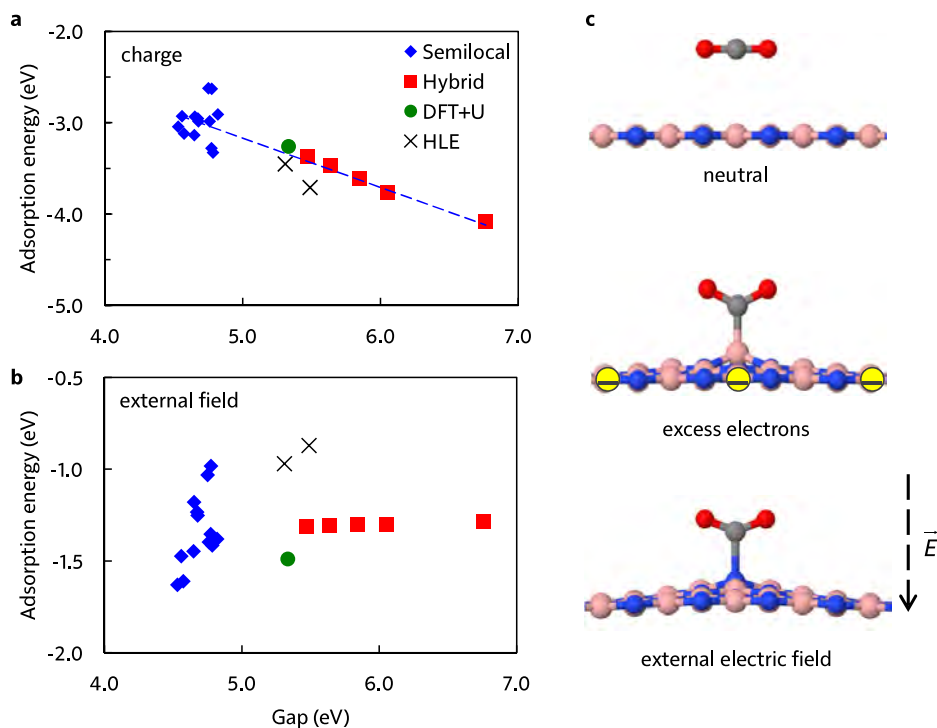 a
charge
Semilocal
Hybrid
DFT+U
HLE
Adsorption energy (eV)
-2.0
-3.0
-4.0
-5.0
4.0 5.0 6.0 7.0
b
external field
Adsorption energy (eV)
-0.5
-1.0
-1.5
-2.0
4.0 5.0 6.0 7.0
Gap (eV)
c
neutral
excess electrons
E
external electric field